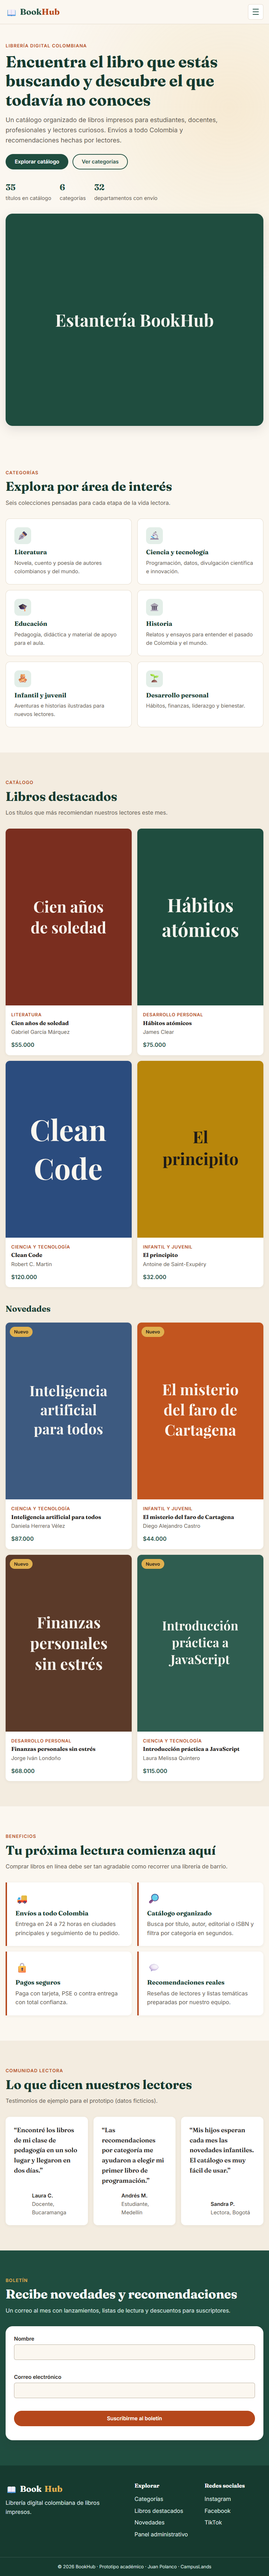 BookHub
LIBRERÍA DIGITAL COLOMBIANA
Encuentra el libro que estás
buscando y descubre el que
todavía no conoces
Un catálogo organizado de libros impresos para estudiantes, docentes,
profesionales y lectores curiosos. Envíos a todo Colombia y
recomendaciones hechas por lectores.
Explorar catálogo
Ver categorías
35
títulos en catálogo
6
categorías
32
departamentos con envío
Estantería BookHub
CATEGORÍAS
Explora por área de interés
Seis colecciones pensadas para cada etapa de la vida lectora.
Literatura
Novela, cuento y poesía de autores
colombianos y del mundo.
Ciencia y tecnología
Programación, datos, divulgación científica
e innovación.
Educación
Pedagogía, didáctica y material de apoyo
para el aula.
Historia
Relatos y ensayos para entender el pasado
de Colombia y el mundo.
Infantil y juvenil
Aventuras e historias ilustradas para
nuevos lectores.
Desarrollo personal
Hábitos, finanzas, liderazgo y bienestar.
CATÁLOGO
Libros destacados
Los títulos que más recomiendan nuestros lectores este mes.
Cien años
de soledad
LITERATURA
Cien años de soledad
Gabriel García Márquez
$55.000
Hábitos
atómicos
DESARROLLO PERSONAL
Hábitos atómicos
James Clear
$75.000
Clean
Code
CIENCIA Y TECNOLOGÍA
Clean Code
Robert C. Martin
$120.000
El
principito
INFANTIL Y JUVENIL
El principito
Antoine de Saint-Exupéry
$32.000
Novedades
Nuevo
Inteligencia
artificial
para todos
CIENCIA Y TECNOLOGÍA
Inteligencia artificial para todos
Daniela Herrera Vélez
$87.000
Nuevo
El misterio
del faro de
Cartagena
INFANTIL Y JUVENIL
El misterio del faro de Cartagena
Diego Alejandro Castro
$44.000
Nuevo
Finanzas
personales
sin estrés
DESARROLLO PERSONAL
Finanzas personales sin estrés
Jorge Iván Londoño
$68.000
Nuevo
Introducción
práctica a
JavaScript
CIENCIA Y TECNOLOGÍA
Introducción práctica a JavaScript
Laura Melissa Quintero
$115.000
BENEFICIOS
Tu próxima lectura comienza aquí
Comprar libros en línea debe ser tan agradable como recorrer una librería de barrio.
Envíos a todo Colombia
Entrega en 24 a 72 horas en ciudades
principales y seguimiento de tu pedido.
Catálogo organizado
Busca por título, autor, editorial o ISBN y
filtra por categoría en segundos.
Pagos seguros
Paga con tarjeta, PSE o contra entrega
con total confianza.
Recomendaciones reales
Reseñas de lectores y listas temáticas
preparadas por nuestro equipo.
COMUNIDAD LECTORA
Lo que dicen nuestros lectores
Testimonios de ejemplo para el prototipo (datos ficticios).
"Encontré los libros
de mi clase de
pedagogía en un solo
lugar y llegaron en
dos días."
Laura C.
Docente,
Bucaramanga
"Las
recomendaciones
por categoría me
ayudaron a elegir mi
primer libro de
programación."
Andrés M.
Estudiante,
Medellín
"Mis hijos esperan
cada mes las
novedades infantiles.
El catálogo es muy
fácil de usar."
Sandra P.
Lectora, Bogotá
BOLETÍN
Recibe novedades y recomendaciones
Un correo al mes con lanzamientos, listas de lectura y descuentos para suscriptores.
Nombre
Correo electrónico
Suscribirme al boletín
Book Hub
Librería digital colombiana de libros
impresos.
Explorar
Categorías
Libros destacados
Novedades
Panel administrativo
Redes sociales
Instagram
Facebook
TikTok
© 2026 BookHub · Prototipo académico · Juan Polanco · CampusLands